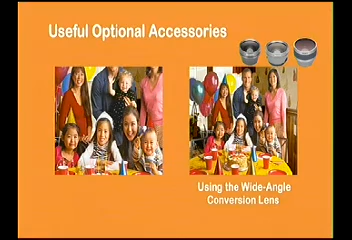 Useful Optional Accessories
Using the Wide-Angle
Conversion Lens